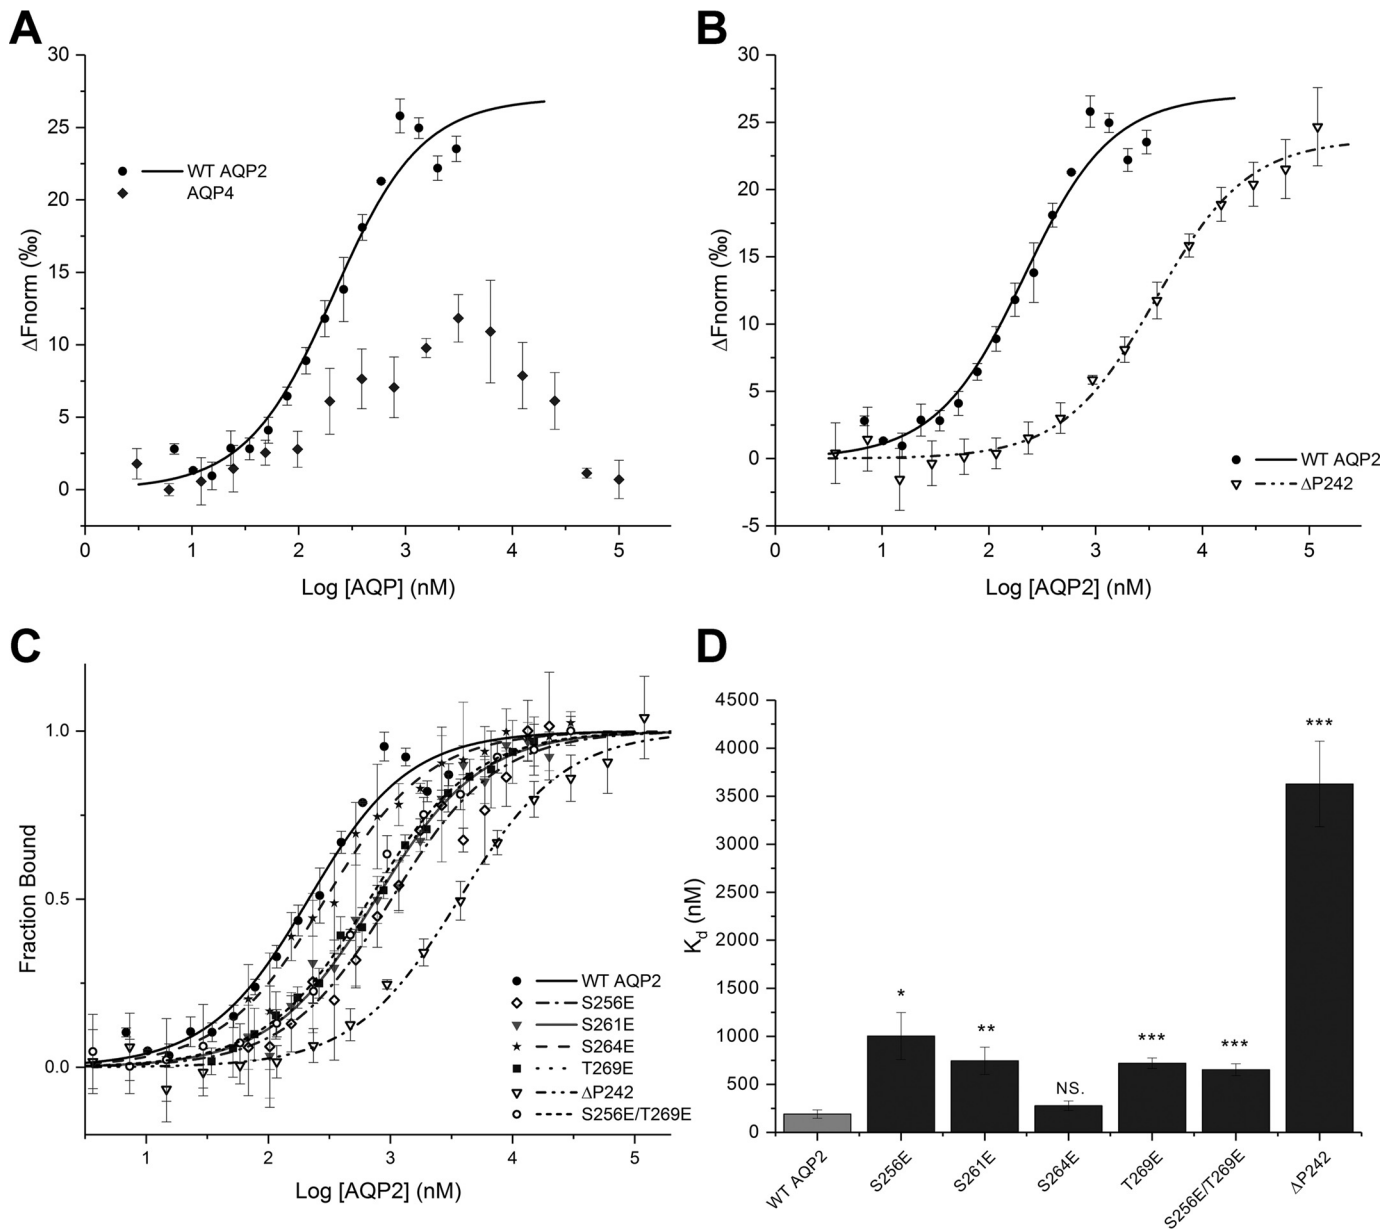 A
30
25
20
15
10
5
0
ΔFnorm (‰)
WT AQP2
AQP4
0 1 2 3 4 5
Log [AQP] (nM)
B
30
25
20
15
10
5
0
-5
ΔFnorm (‰)
WT AQP2
ΔP242
0 1 2 3 4 5
Log [AQP2] (nM)
C
1.0
0.5
0.0
Fraction Bound
WT AQP2
S256E
S261E
S264E
T269E
ΔP242
S256E/T269E
1 2 3 4 5
Log [AQP2] (nM)
D
4500
4000
3500
3000
2500
2000
1500
1000
500
0
Kd (nM)
* ** NS. *** *** ***
WT AQP2
S256E
S261E
S264E
T269E
S256E/T269E
ΔP242